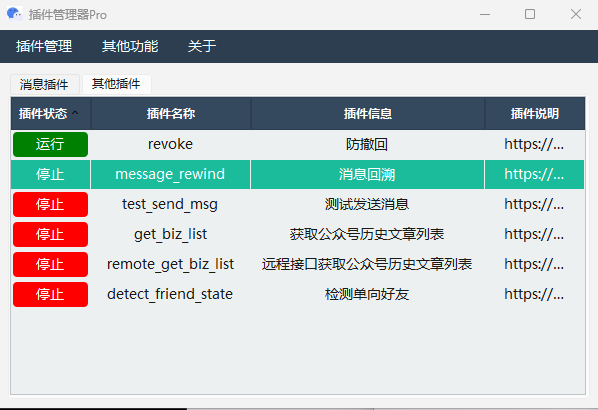 插件管理器Pro
插件管理 其他功能 关于
消息插件 其他插件
插件状态 插件名称 插件信息 插件说明
运行 revoke 防撤回 https://...
停止 message_rewind 消息回溯 https://...
停止 test_send_msg 测试发送消息 https://...
停止 get_biz_list 获取公众号历史文章列表 https://...
停止 remote_get_biz_list 远程接口获取公众号历史文章列表 https://...
停止 detect_friend_state 检测单向好友 https://...